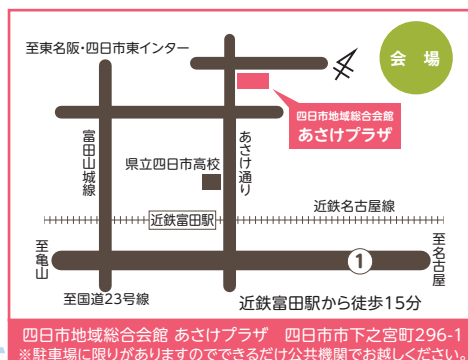 会 場
至東名阪・四日市東インター
四日市地域総合会館
あさけプラザ
富田山城線
あさけ通り
県立四日市高校
近鉄名古屋線
近鉄富田駅
至亀山
1
至名古屋
至国道23号線
近鉄富田駅から徒歩15分
四日市地域総合会館 あさけプラザ 四日市市下之宮町296-1
※駐車場に限りがありますのでできるだけ公共機関でお越しください。